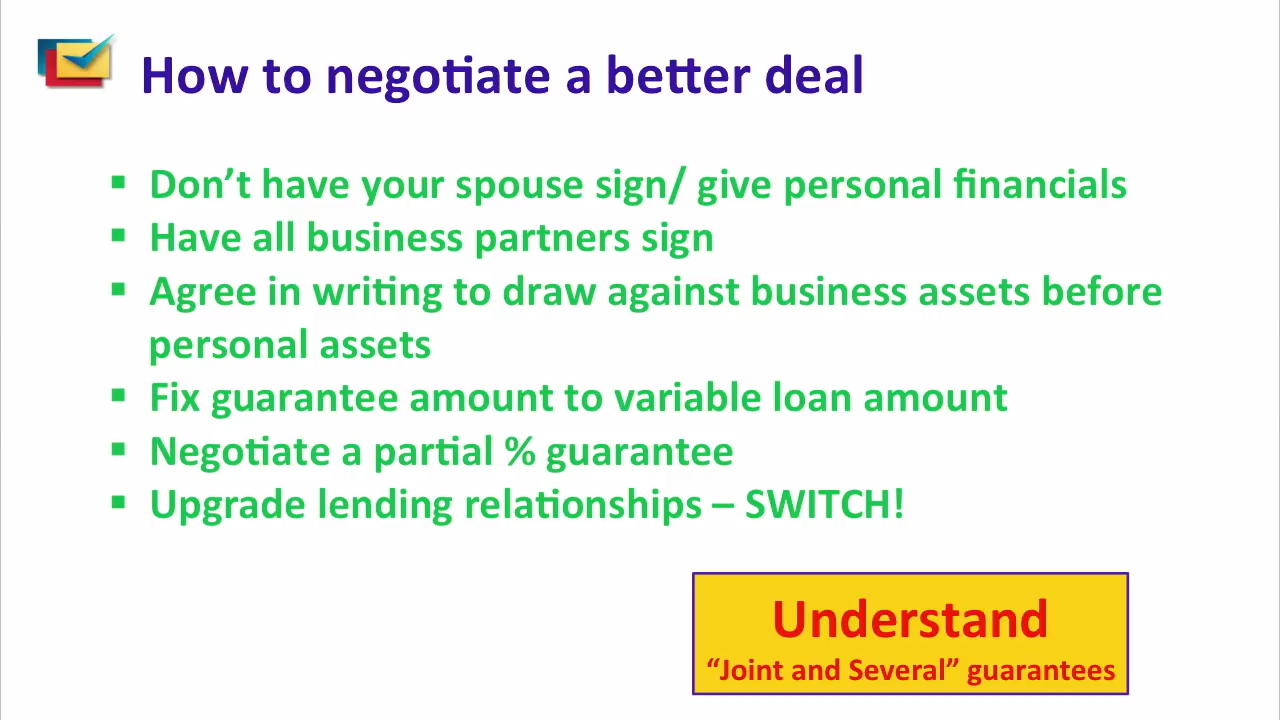 How to negotiate a better deal
▪ Don’t have your spouse sign/ give personal financials
▪ Have all business partners sign
▪ Agree in writing to draw against business assets before
personal assets
▪ Fix guarantee amount to variable loan amount
▪ Negotiate a partial % guarantee
▪ Upgrade lending relationships – SWITCH!
Understand
“Joint and Several” guarantees